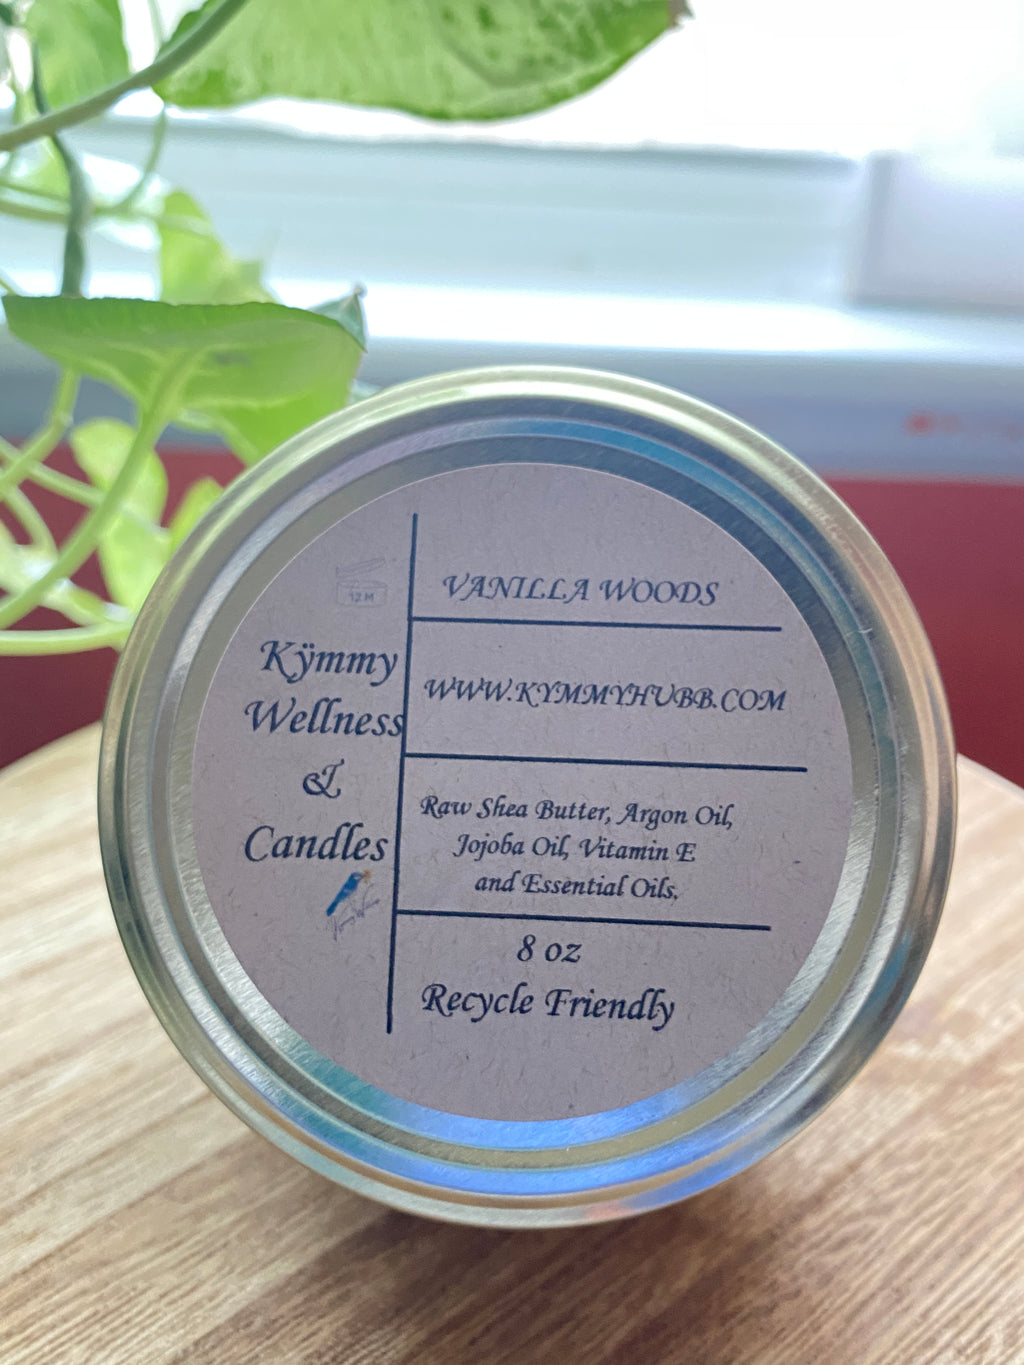 12M
Kÿmmy
Wellness
&
Candles
VANILLA WOODS
WWW.KYMMYHUBB.COM
Raw Shea Butter, Argon Oil,
Jojoba Oil, Vitamin E
and Essential Oils,
8 oz
Recycle Friendly